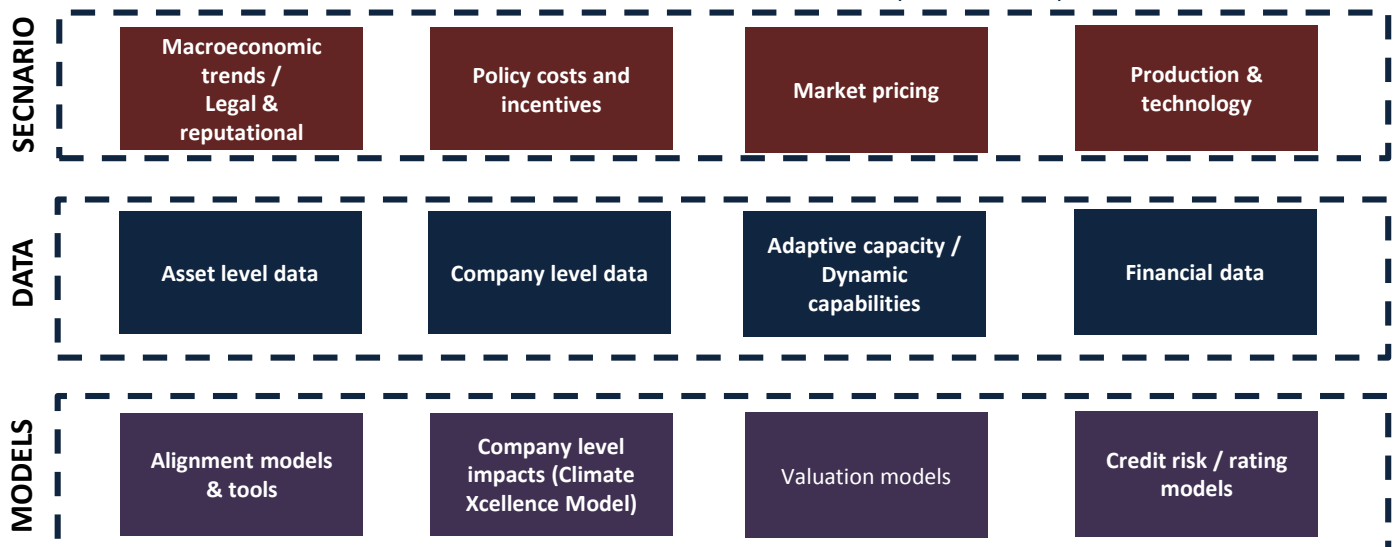 SECNARIO
Macroeconomic
trends /
Legal &
reputational
Policy costs and
incentives
Market pricing
Production &
technology
DATA
Asset level data
Company level data
Adaptive capacity /
Dynamic
capabilities
Financial data
MODELS
Alignment models
& tools
Company level
impacts (Climate
Xcellence Model)
Valuation models
Credit risk / rating
models